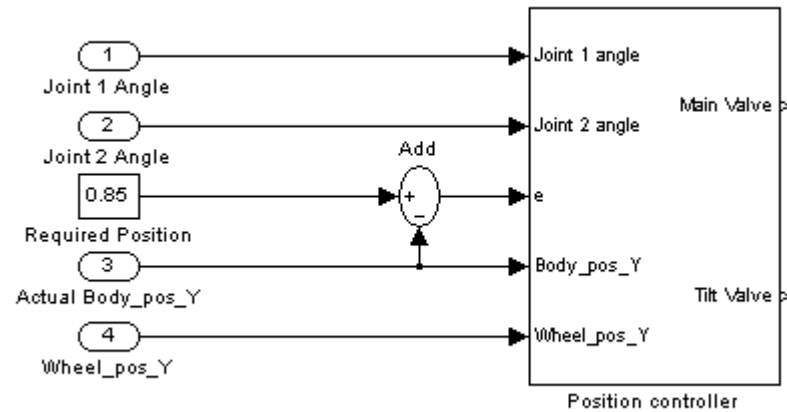 1
Joint 1 Angle
2
Joint 2 Angle
0.85
Required Position
3
Actual Body_pos_Y
4
Wheel_pos_Y
Add
+
−
Joint 1 angle
Joint 2 angle
e
Body_pos_Y
Wheel_pos_Y
Main Valve
Tilt Valve
Position controller